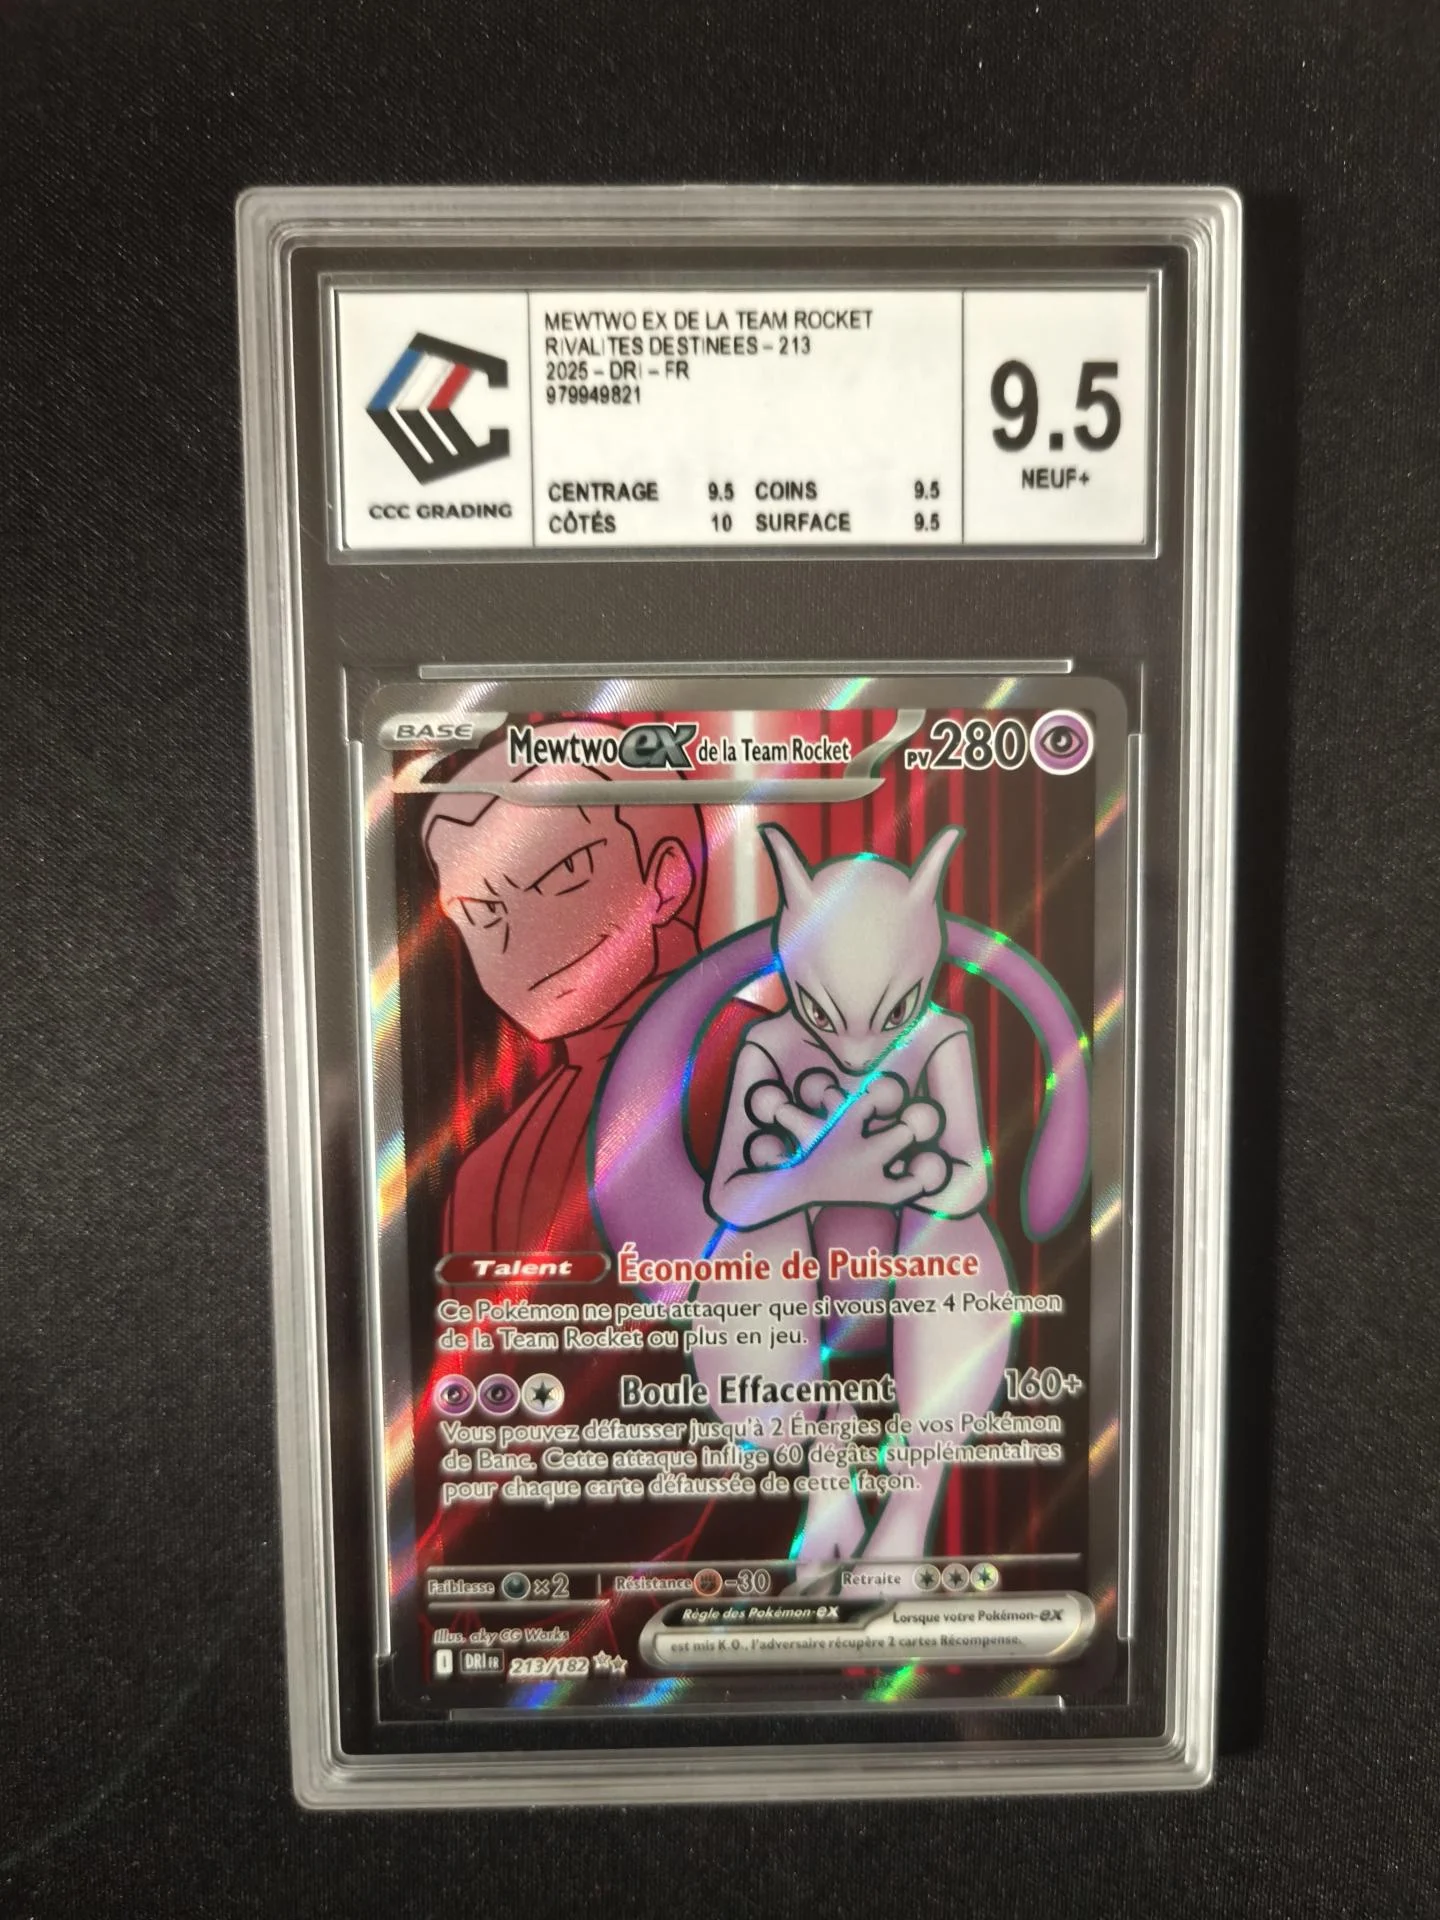 MEWTWO EX DE LA TEAM ROCKET
RIVALITES DESTINEES - 213
2025 - DRI - FR
979949821
CENTRAGE 9.5 COINS 9.5
CÔTÉS 10 SURFACE 9.5
CCC GRADING
9.5
NEUF+
BASE
Mewtwo ex de la Team Rocket
PV 280
Talent Économie de Puissance
Ce Pokémon ne peut attaquer que si vous avez 4 Pokémon
de la Team Rocket ou plus en jeu.
Boule Effacement 160+
Vous pouvez défausser jusqu'à 2 Énergies de vos Pokémon
de Banc. Cette attaque inflige 60 dégâts supplémentaires
pour chaque carte défaussée de cette façon.
Faiblesse ×2 Résistance -30 Retraite
Règle des Pokémon-ex Lorsque votre Pokémon-ex
est mis K.O., l'adversaire récupère 2 cartes Récompense.
Illus. aky CG Works
I DRI FR 213/182